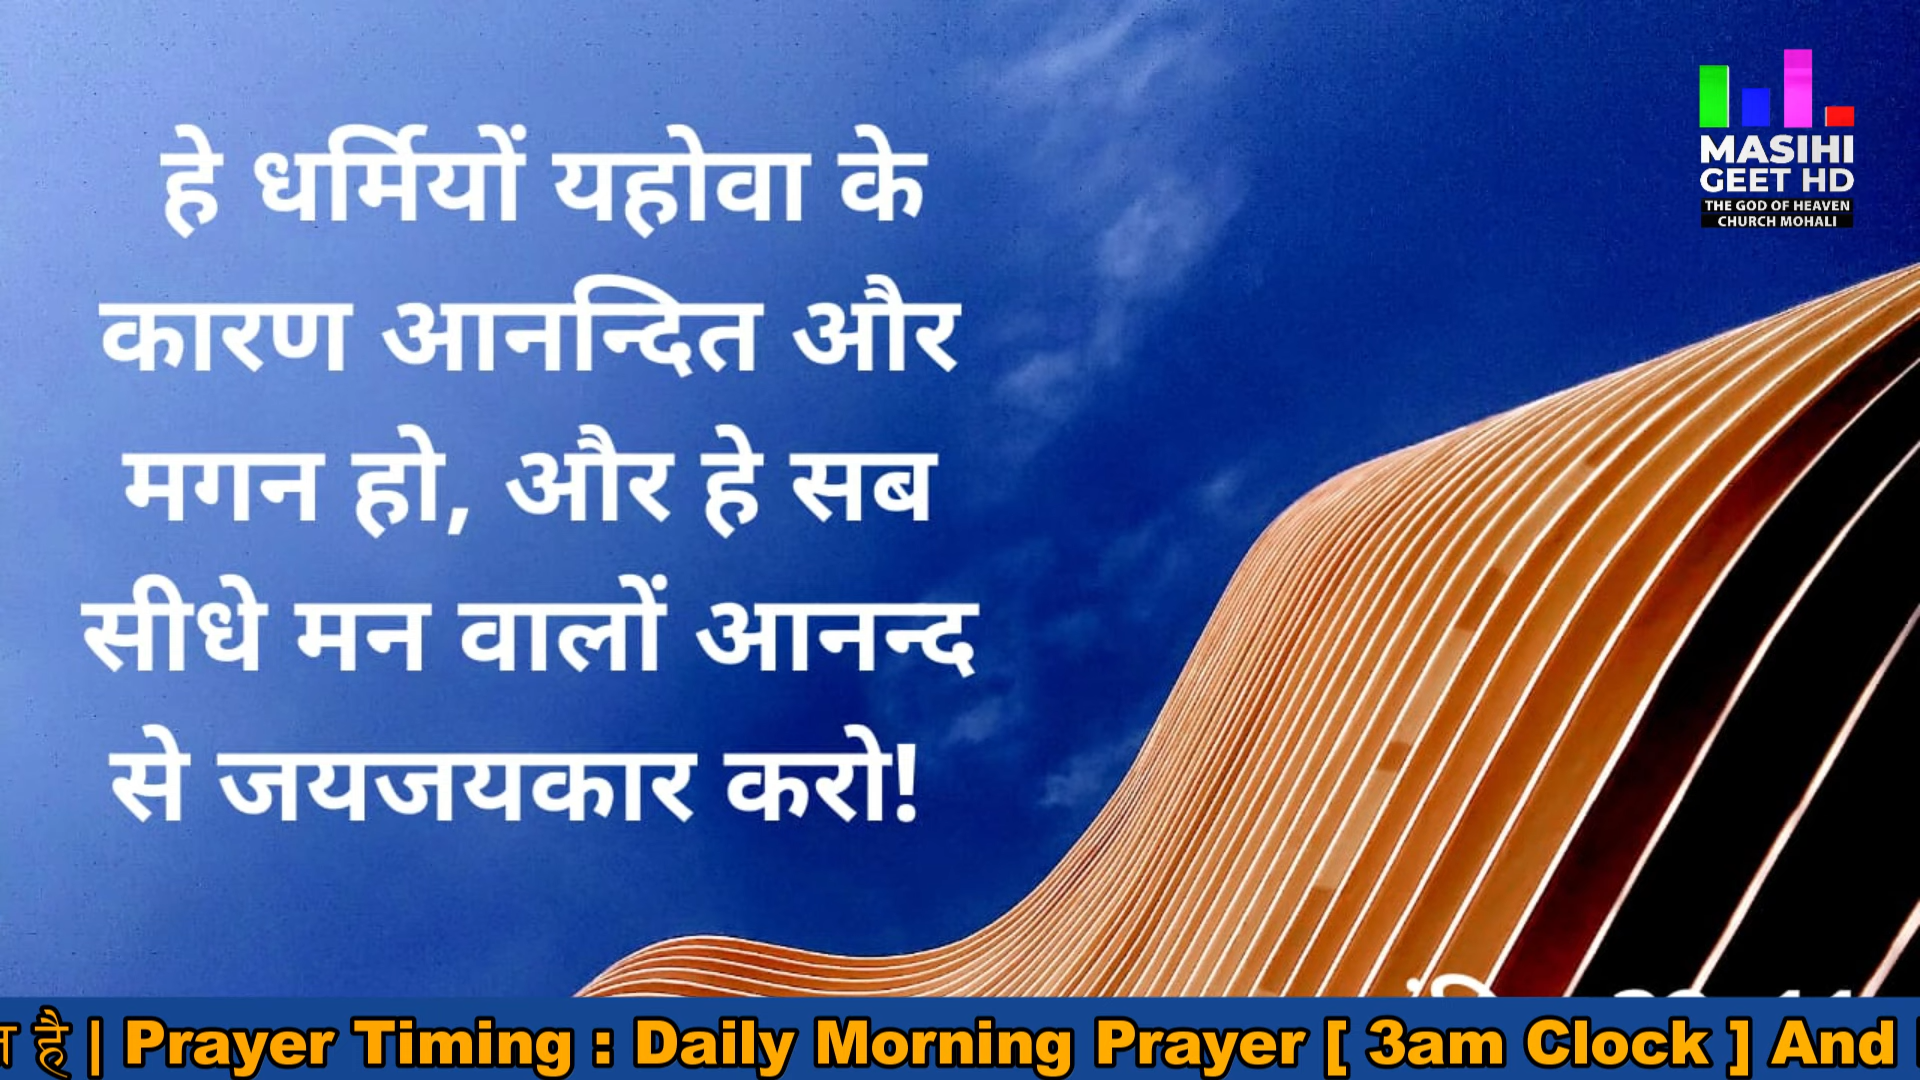 हे धर्मियों यहोवा के
कारण आनन्दित और
मगन हो, और हे सब
सीधे मन वालों आनन्द
से जयजयकार करो!
MASIHI
GEET HD
THE GOD OF HEAVEN
CHURCH MOHALI
है | Prayer Timing : Daily Morning Prayer [ 3am Clock ] And